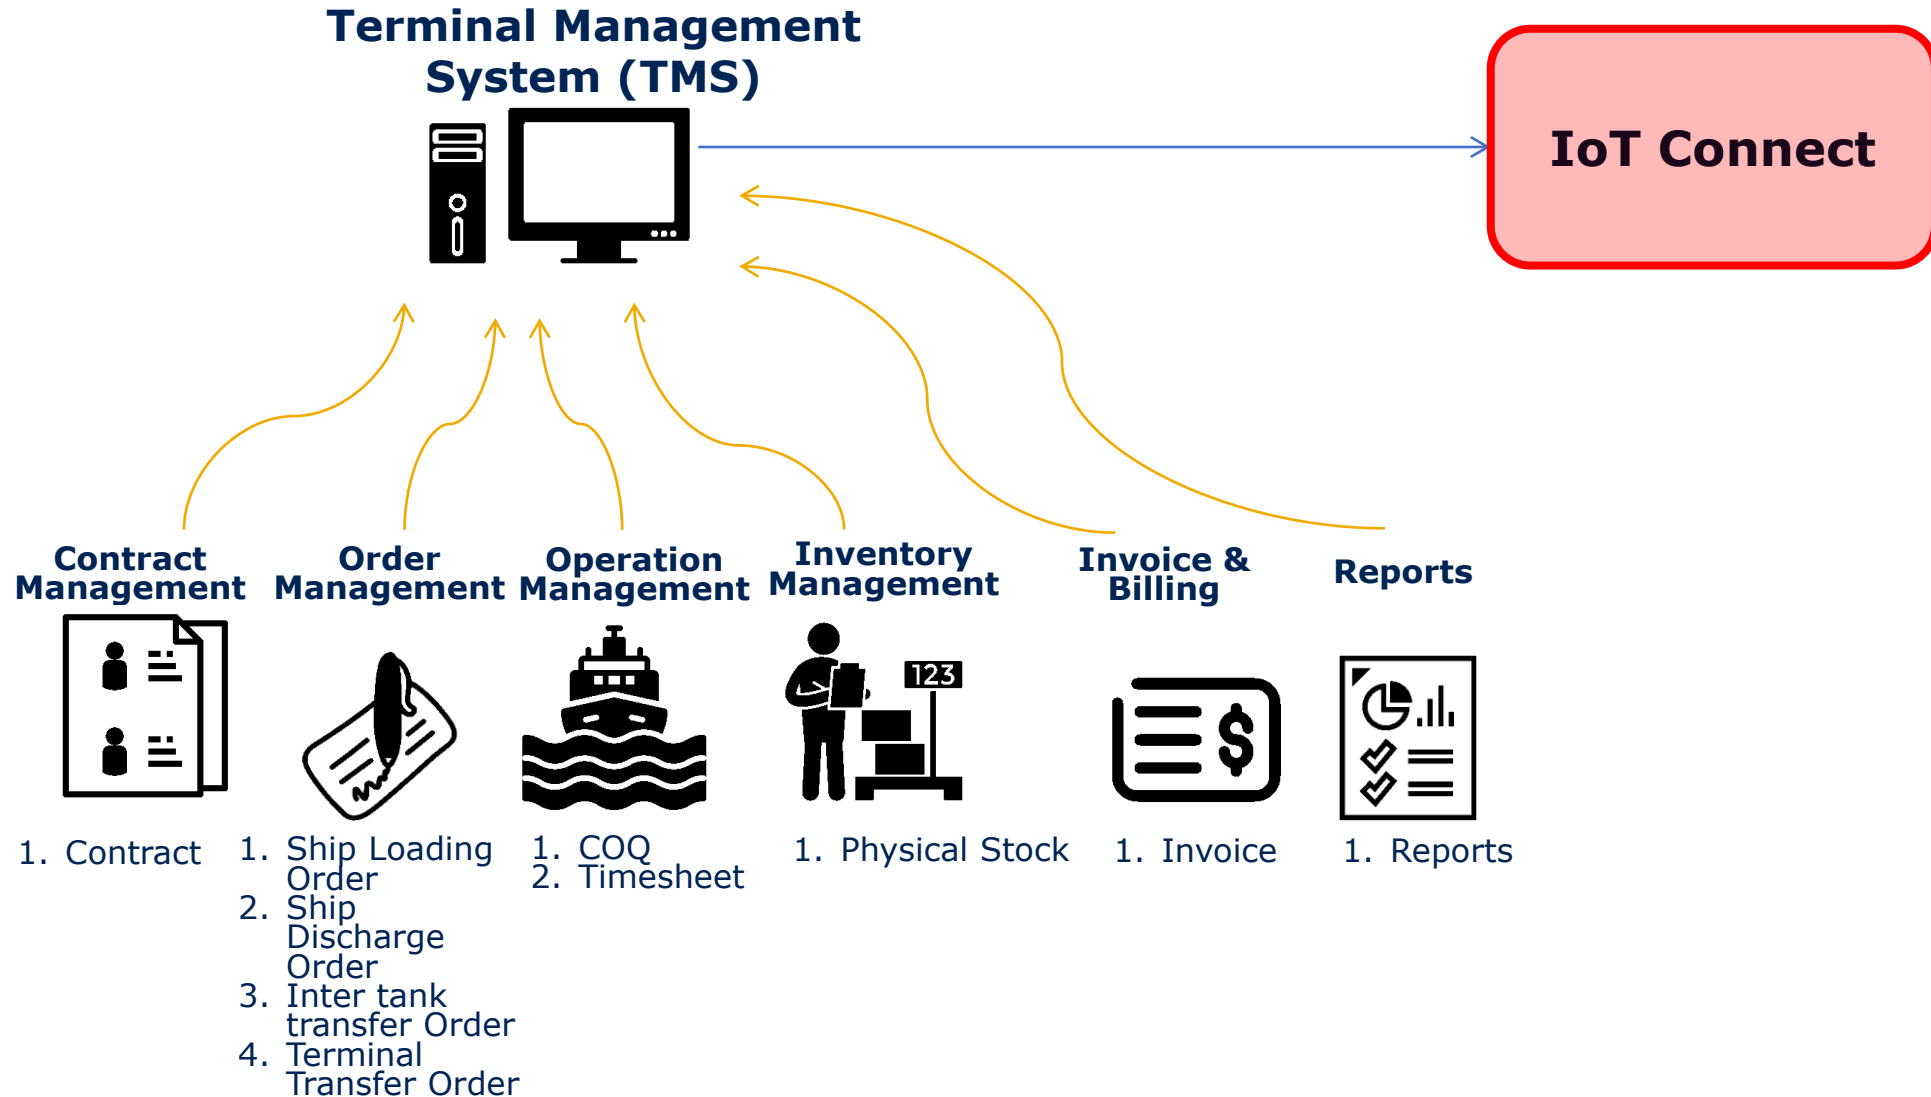 Terminal Management
System (TMS)
IoT Connect
Contract
Management
Order
Management
Operation
Management
Inventory
Management
Invoice &
Billing
Reports
123
$
1. Contract
1. Ship Loading
Order
2. Ship
Discharge
Order
3. Inter tank
transfer Order
4. Terminal
Transfer Order
1. COQ
2. Timesheet
1. Physical Stock
1. Invoice
1. Reports